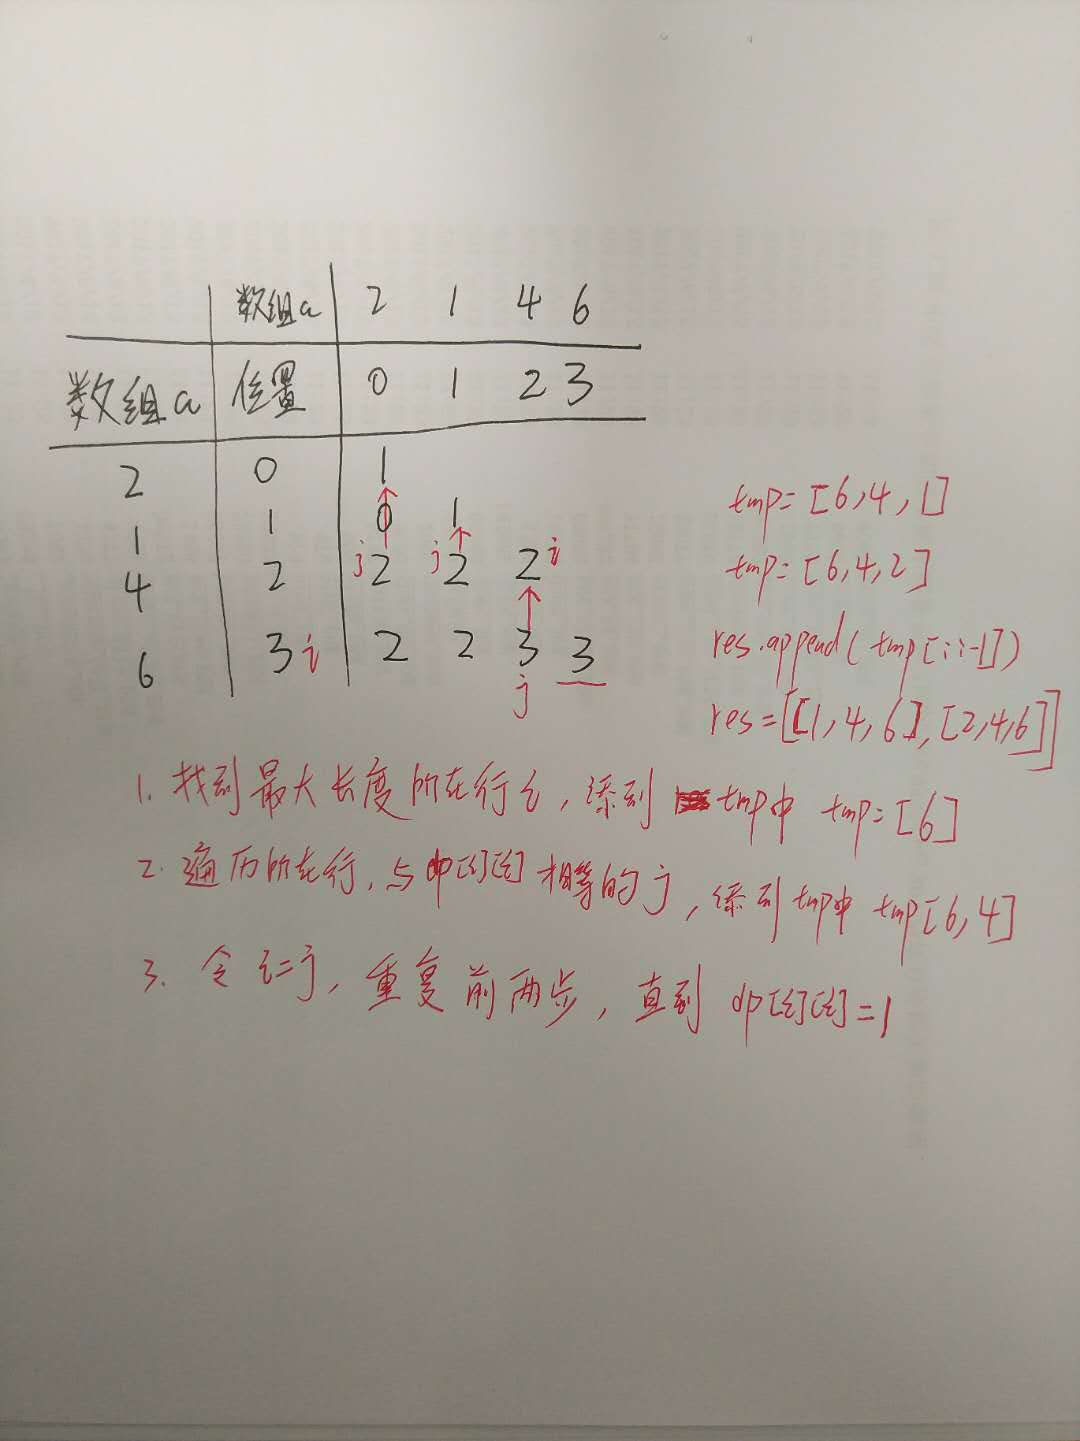 数组a 2 1 4 6
数组a 位置 0 1 2 3
2 0 1
1 1 0 1
4 2 j2 j2 2i
6 3i 2 2 3 3
j
tmp=[6,4,1]
tmp=[6,4,2]
res.append(tmp[::-1])
res=[[1,4,6],[2,4,6]]
1. 找到最大长度所在行i,添到 tmp中 tmp=[6]
2. 遍历所在行,与dp[i][i]相等的j,添到tmp中 tmp[6,4]
3. 令i=j,重复前两步,直到 dp[i][i]=1